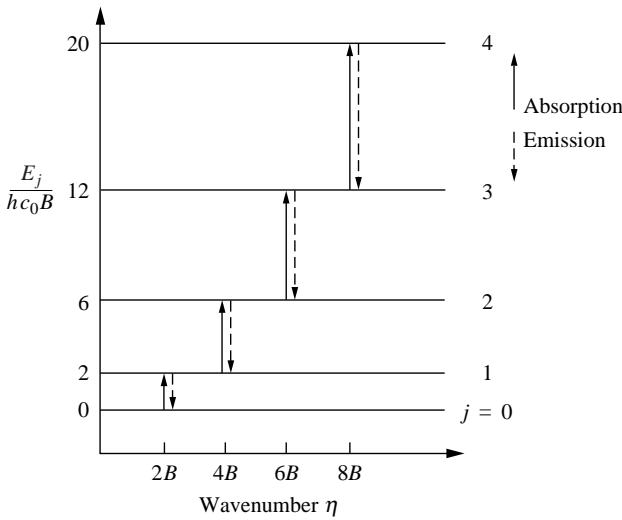 20
4
Absorption
Emission
E_j
hc_0B
12
3
6
2
2
1
0
j = 0
2B
4B
6B
8B
Wavenumber η